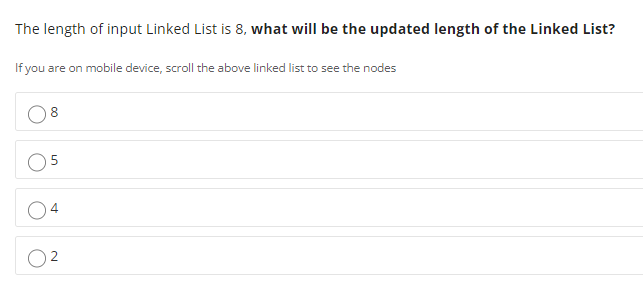 The length of input Linked List is 8, what will be the updated length of the Linked List?
If you are on mobile device, scroll the above linked list to see the nodes
8
5
4
2